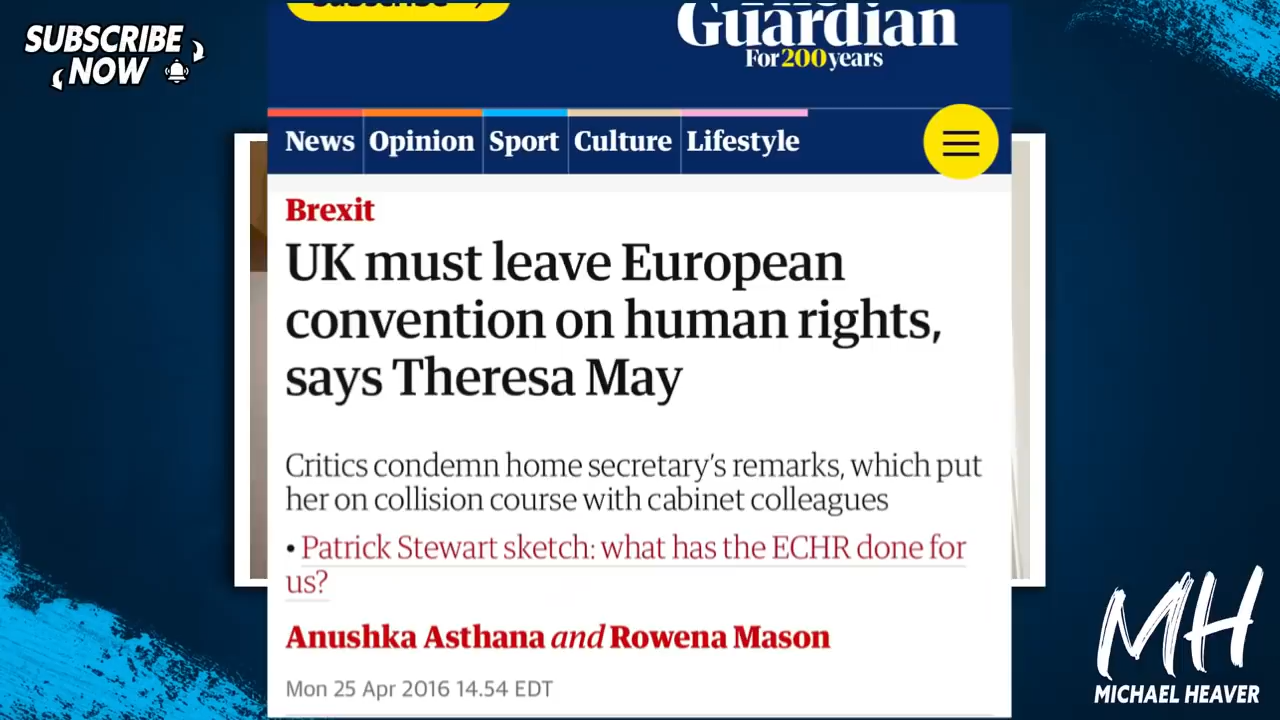 SUBSCRIBE
NOW
Subscribe
The
Guardian
For200years
News
Opinion
Sport
Culture
Lifestyle
Brexit
UK must leave European
convention on human rights,
says Theresa May
Critics condemn home secretary's remarks, which put
her on collision course with cabinet colleagues
• Patrick Stewart sketch: what has the ECHR done for
us?
Anushka Asthana and Rowena Mason
Mon 25 Apr 2016 14.54 EDT
MH
MICHAEL HEAVER